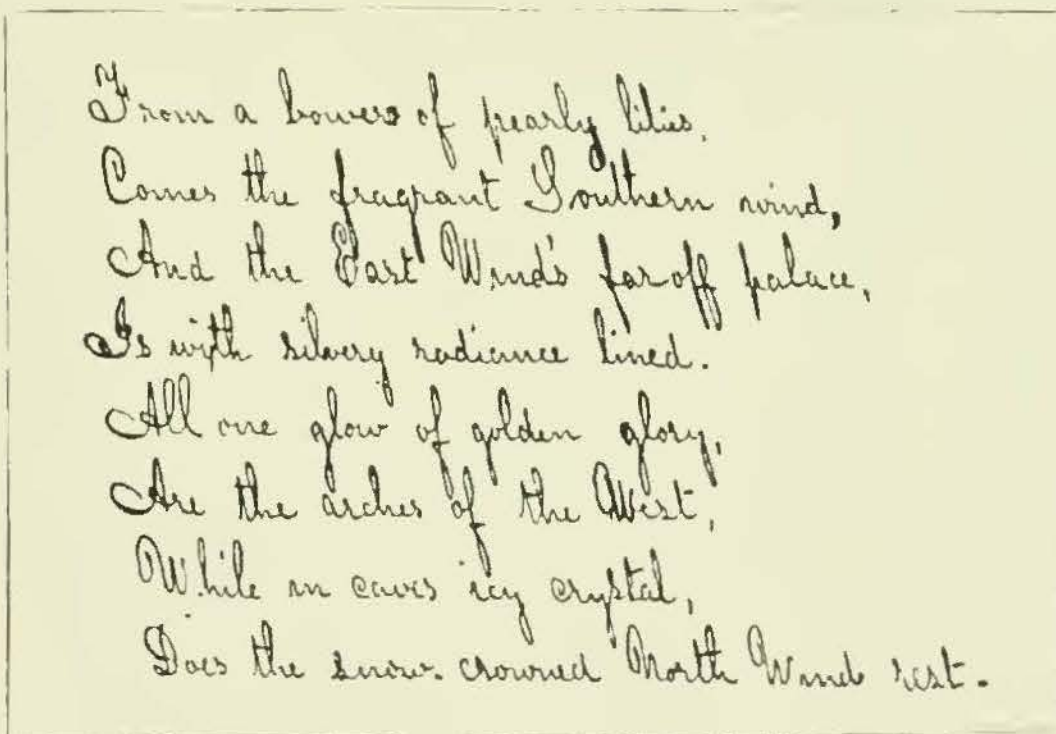 From a bower of pearly lilies,
Comes the fragrant Southern wind,
And the East Wind's far off palace,
Is with silvery radiance lined.
All one glow of golden glory,
Are the arches of the West,
While in caves icy crystal,
Does the snow-crowned North Wind rest.